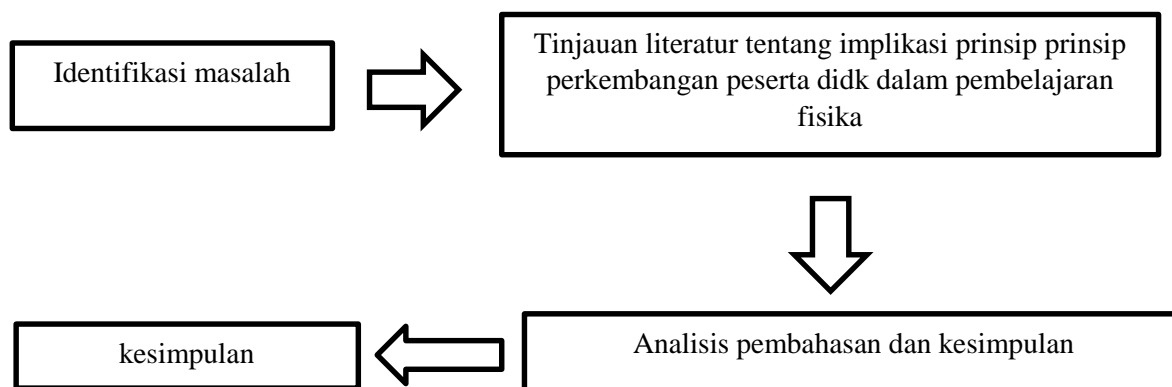 Identifikasi masalah
Tinjauan literatur tentang implikasi prinsip prinsip
perkembangan peserta didk dalam pembelajaran
fisika
Analisis pembahasan dan kesimpulan
kesimpulan